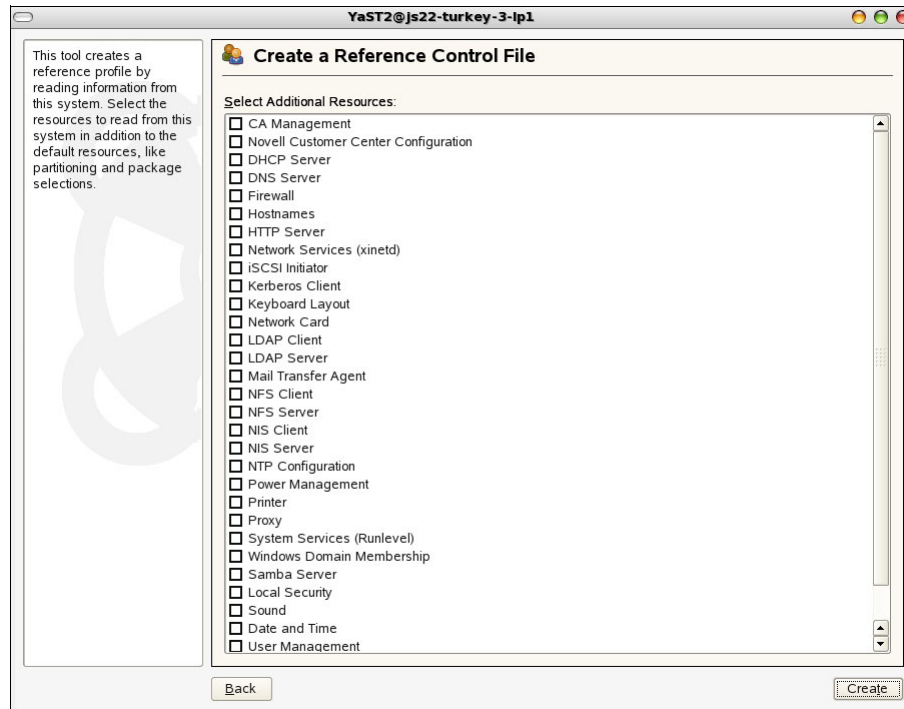 YaST2@js22-turkey-3-lp1
This tool creates a
reference profile by
reading information from
this system. Select the
resources to read from this
system in addition to the
default resources, like
partitioning and package
selections.
Create a Reference Control File
Select Additional Resources:
CA Management
Novell Customer Center Configuration
DHCP Server
DNS Server
Firewall
Hostnames
HTTP Server
Network Services (xinetd)
iSCSI Initiator
Kerberos Client
Keyboard Layout
Network Card
LDAP Client
LDAP Server
Mail Transfer Agent
NFS Client
NFS Server
NIS Client
NIS Server
NTP Configuration
Power Management
Printer
Proxy
System Services (Runlevel)
Windows Domain Membership
Samba Server
Local Security
Sound
Date and Time
User Management
Back
Create